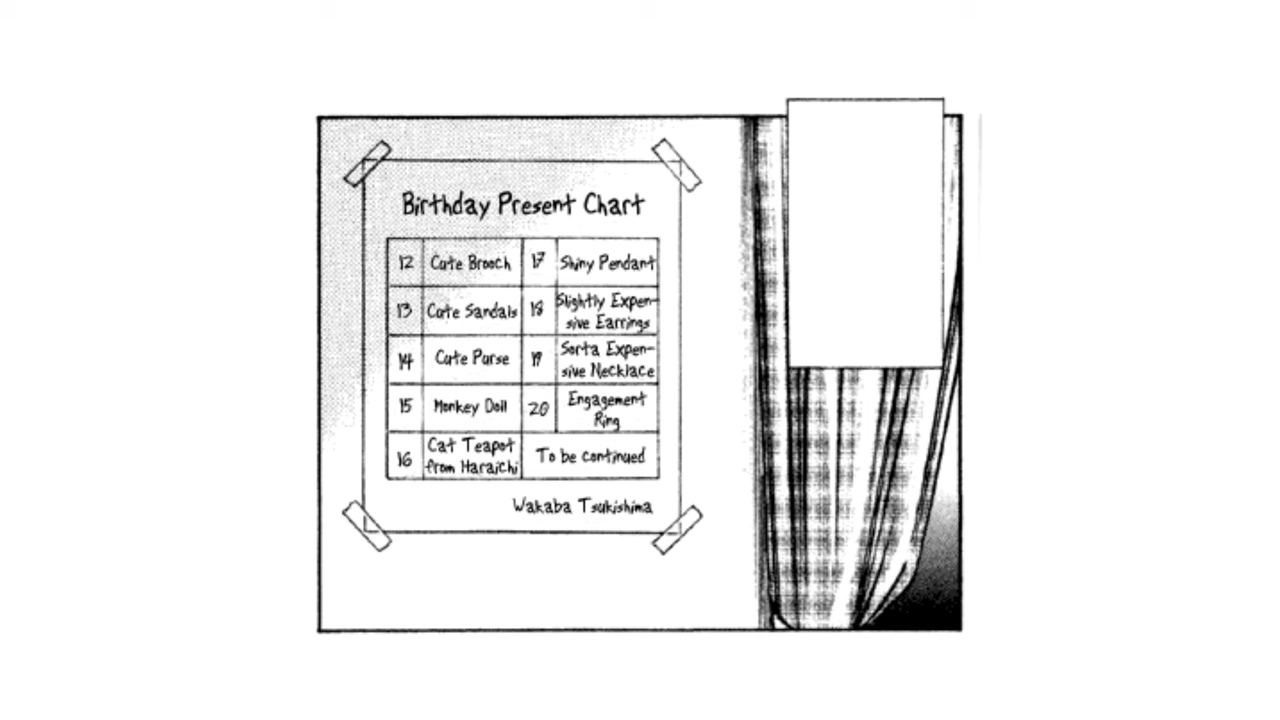 Birthday Present Chart
12 Cute Brooch 17 Shiny Pendant
13 Cute Sandals 18 Slightly Expen-
sive Earrings
14 Cute Purse 19 Sorta Expen-
sive Necklace
15 Monkey Doll 20 Engagement
Ring
16 Cat Teapot
from Haraichi
To be continued
Wakaba Tsukishima